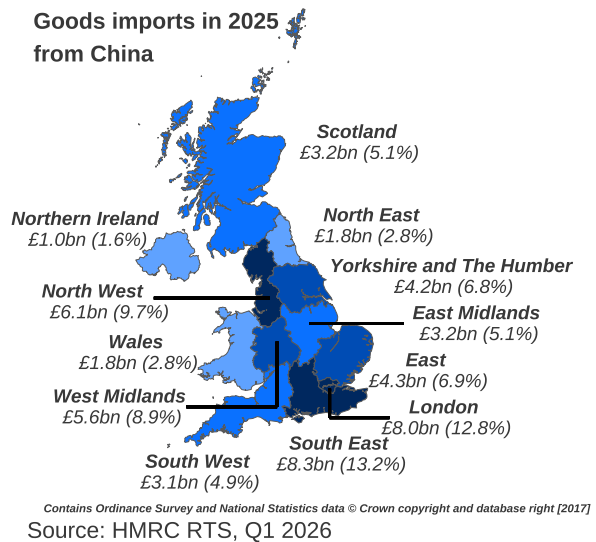 Goods imports in 2025
from China
Scotland
£3.2bn (5.1%)
Northern Ireland
£1.0bn (1.6%)
North East
£1.8bn (2.8%)
Yorkshire and The Humber
£4.2bn (6.8%)
North West
£6.1bn (9.7%)
East Midlands
£3.2bn (5.1%)
Wales
£1.8bn (2.8%)
East
£4.3bn (6.9%)
West Midlands
£5.6bn (8.9%)
London
£8.0bn (12.8%)
South East
£8.3bn (13.2%)
South West
£3.1bn (4.9%)
Contains Ordinance Survey and National Statistics data © Crown copyright and database right [2017]
Source: HMRC RTS, Q1 2026